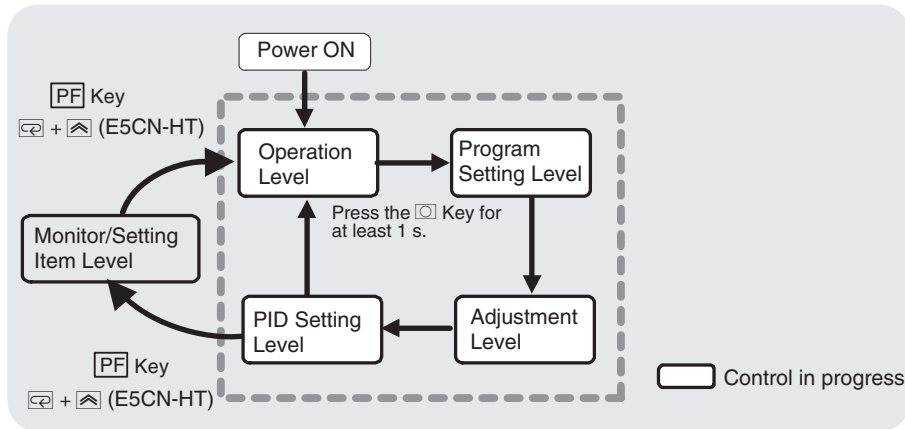 Power ON
PF Key
+ (E5CN-HT)
Operation
Level
Program
Setting Level
Press the Key for
at least 1 s.
Monitor/Setting
Item Level
PID Setting
Level
Adjustment
Level
PF Key
+ (E5CN-HT)
Control in progress